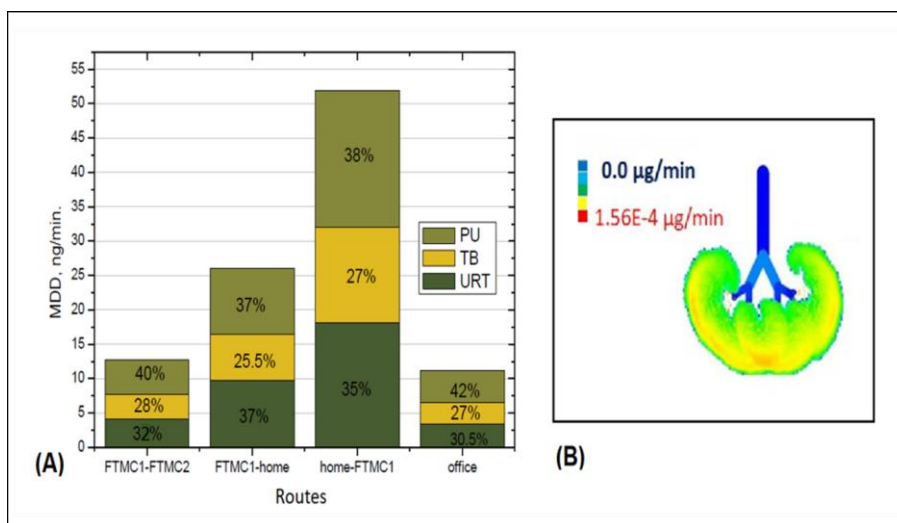 MDD, ng/min.
55
50
45
40
35
30
25
20
15
10
5
0
40%
28%
32%
37%
25.5%
37%
38%
27%
35%
42%
27%
30.5%
PU
TB
URT
FTMC1-FTMC2
FTMC1-home
home-FTMC1
office
Routes
(A)
0.0 µg/min
1.56E-4 µg/min
(B)